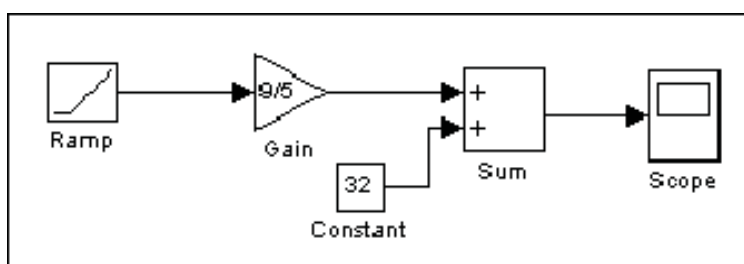 Ramp
9/5
Gain
32
Constant
+
+
Sum
Scope